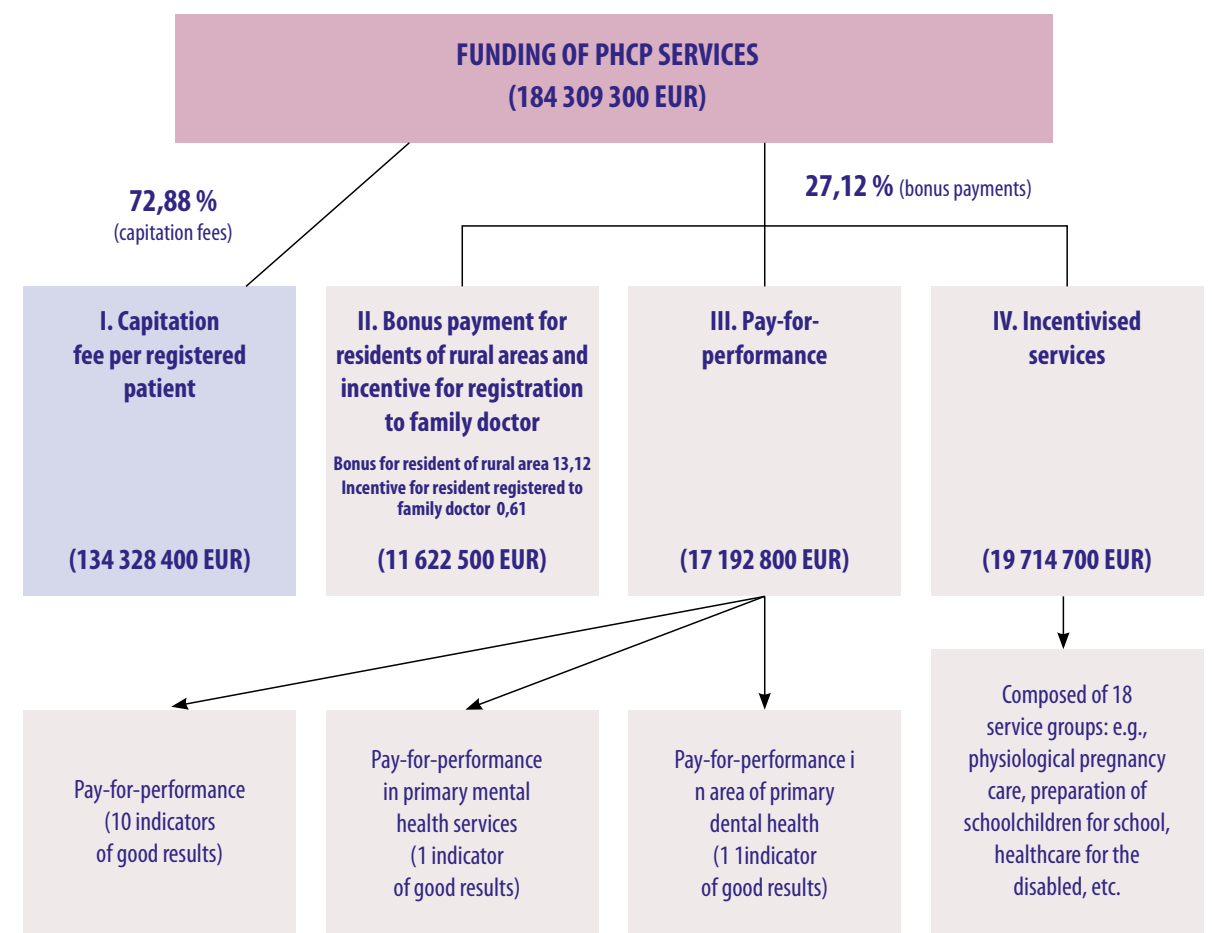 FUNDING OF PHCP SERVICES
(184 309 300 EUR)
72,88 %
(capitation fees)
27,12 % (bonus payments)
I. Capitation
fee per registered
patient
(134 328 400 EUR)
II. Bonus payment for
residents of rural areas and
incentive for registration
to family doctor
Bonus for resident of rural area 13,12
Incentive for resident registered to
family doctor 0,61
(11 622 500 EUR)
III. Pay-for-
performance
(17 192 800 EUR)
IV. Incentivised
services
(19 714 700 EUR)
Pay-for-performance
(10 indicators
of good results)
Pay-for-performance
in primary mental
health services
(1 indicator
of good results)
Pay-for-performance i
n area of primary
dental health
(1 1indicator
of good results)
Composed of 18
service groups: e.g.,
physiological pregnancy
care, preparation of
schoolchildren for school,
healthcare for the
disabled, etc.